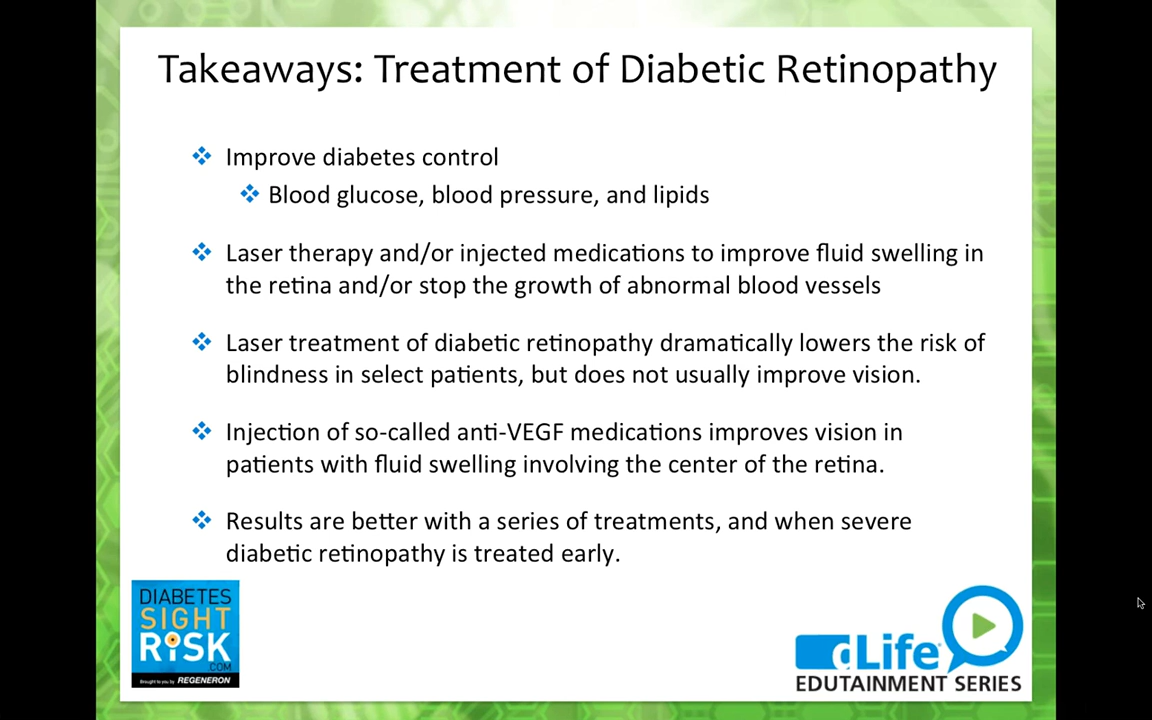 Takeaways: Treatment of Diabetic Retinopathy
Improve diabetes control
Blood glucose, blood pressure, and lipids
Laser therapy and/or injected medications to improve fluid swelling in
the retina and/or stop the growth of abnormal blood vessels
Laser treatment of diabetic retinopathy dramatically lowers the risk of
blindness in select patients, but does not usually improve vision.
Injection of so-called anti-VEGF medications improves vision in
patients with fluid swelling involving the center of the retina.
Results are better with a series of treatments, and when severe
diabetic retinopathy is treated early.
DIABETES
SIGHT
RISK
.COM
Brought to you by REGENERON
dLife
EDUTAINMENT SERIES